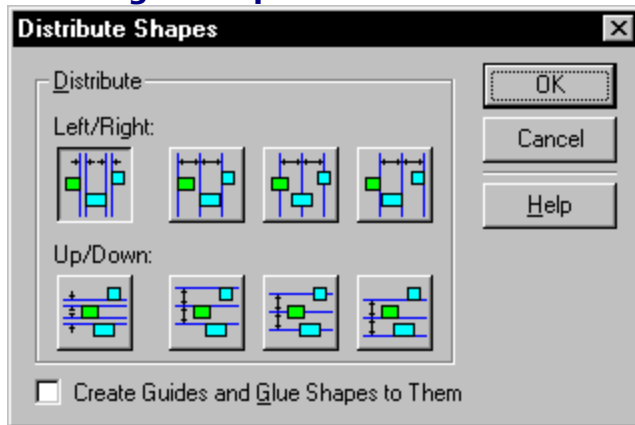 Distribute Shapes
Distribute
OK
Left/Right:
Cancel
Help
Up/Down:
Create Guides and Glue Shapes to Them